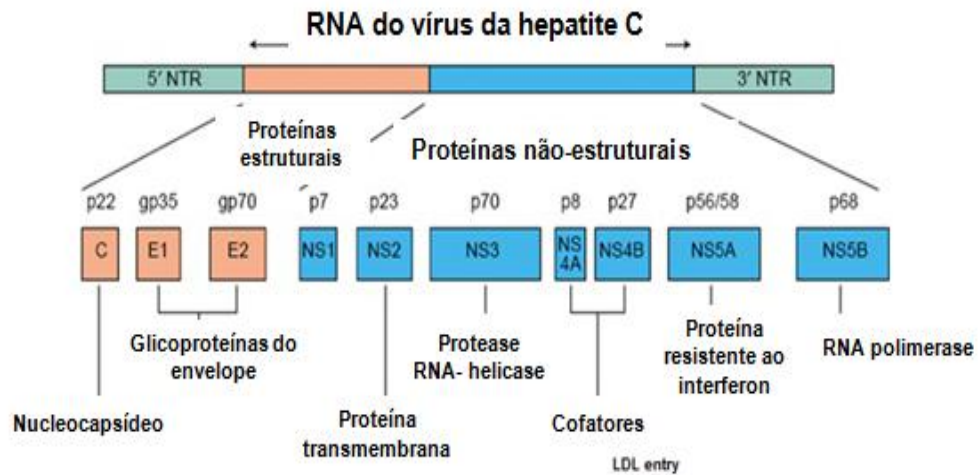 RNA do vírus da hepatite C
5' NTR
3' NTR
Proteínas
estruturais
Proteínas não-estruturais
p22 gp35 gp70 p7 p23 p70 p8 p27 p56/58 p68
C E1 E2 NS1 NS2 NS3 NS
4A NS4B NS5A NS5B
Glicoproteínas do
envelope
Protease
RNA- helicase
Proteína
resistente ao
interferon
RNA polimerase
Nucleocapsídeo
Proteína
transmembrana
Cofatores
LDL entry